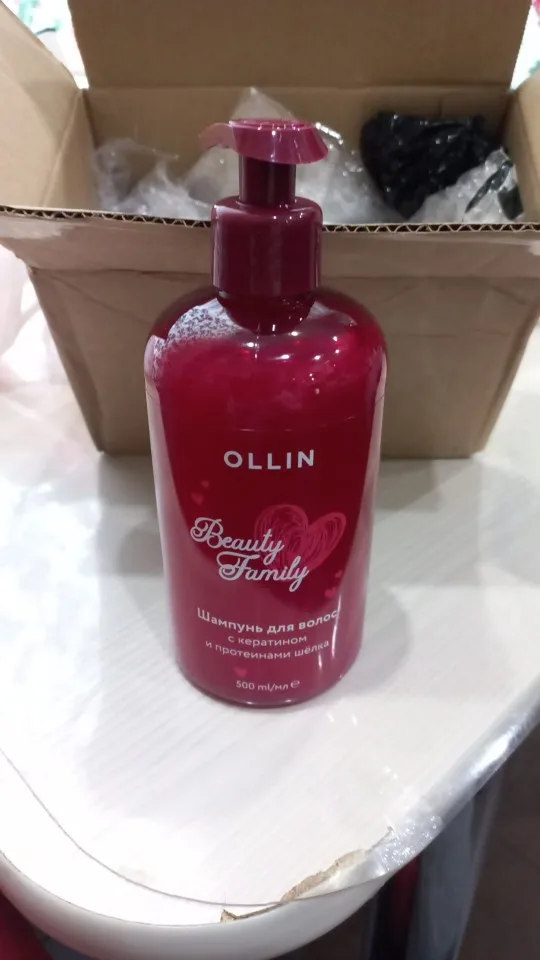 OLLIN
Beauty
Family
Шампунь для волос
с кератином
и протеинами шёлка
500 ml/мл ℮